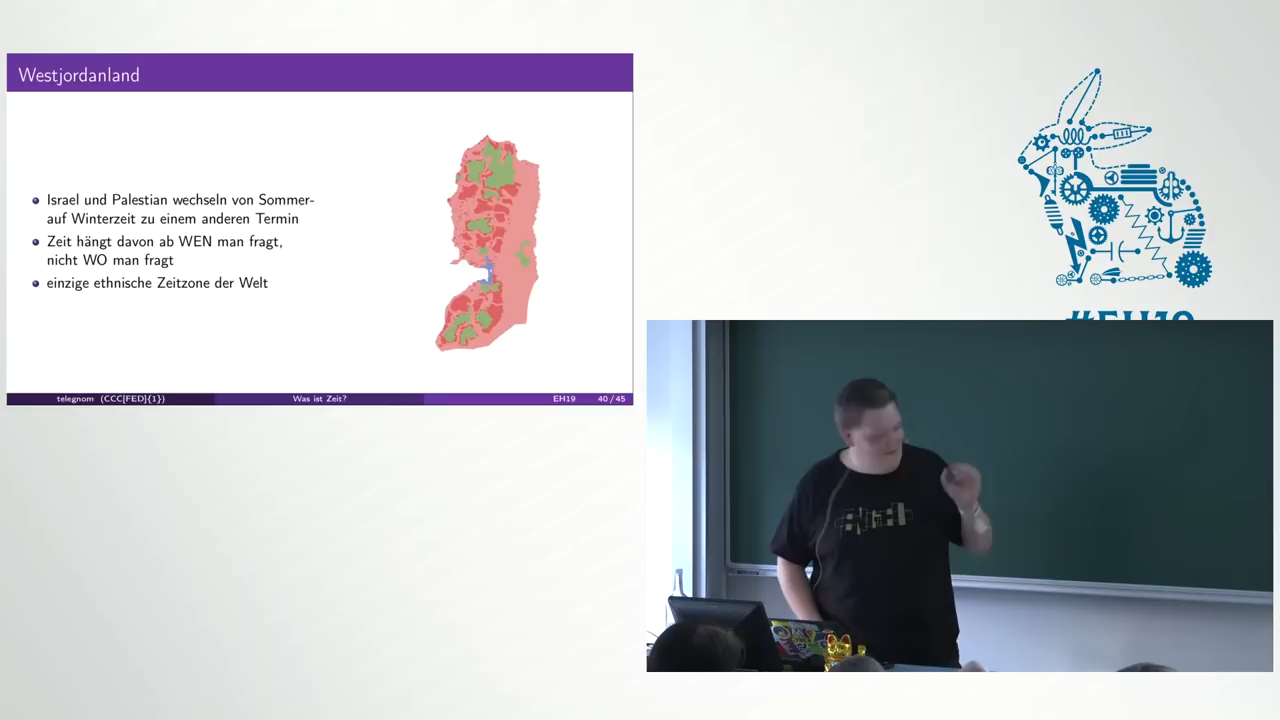 Westjordanland
Israel und Palestian wechseln von Sommer-
auf Winterzeit zu einem anderen Termin
Zeit hängt davon ab WEN man fragt,
nicht WO man fragt
einzige ethnische Zeitzone der Welt
telegnom (CCC[FED]{1}) Was ist Zeit? EH19 40 / 45
#EH19